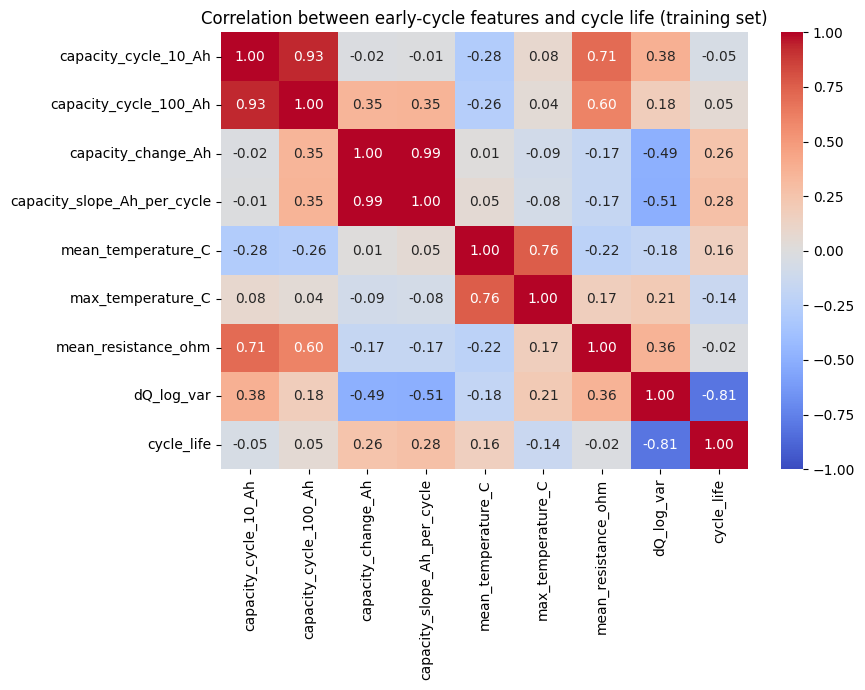 Correlation between early-cycle features and cycle life (training set)
capacity_cycle_10_Ah 1.00 0.93 -0.02 -0.01 -0.28 0.08 0.71 0.38 -0.05
capacity_cycle_100_Ah 0.93 1.00 0.35 0.35 -0.26 0.04 0.60 0.18 0.05
capacity_change_Ah -0.02 0.35 1.00 0.99 0.01 -0.09 -0.17 -0.49 0.26
capacity_slope_Ah_per_cycle -0.01 0.35 0.99 1.00 0.05 -0.08 -0.17 -0.51 0.28
mean_temperature_C -0.28 -0.26 0.01 0.05 1.00 0.76 -0.22 -0.18 0.16
max_temperature_C 0.08 0.04 -0.09 -0.08 0.76 1.00 0.17 0.21 -0.14
mean_resistance_ohm 0.71 0.60 -0.17 -0.17 -0.22 0.17 1.00 0.36 -0.02
dQ_log_var 0.38 0.18 -0.49 -0.51 -0.18 0.21 0.36 1.00 -0.81
cycle_life -0.05 0.05 0.26 0.28 0.16 -0.14 -0.02 -0.81 1.00
capacity_cycle_10_Ah
capacity_cycle_100_Ah
capacity_change_Ah
capacity_slope_Ah_per_cycle
mean_temperature_C
max_temperature_C
mean_resistance_ohm
dQ_log_var
cycle_life
1.00
0.75
0.50
0.25
0.00
−0.25
−0.50
−0.75
−1.00